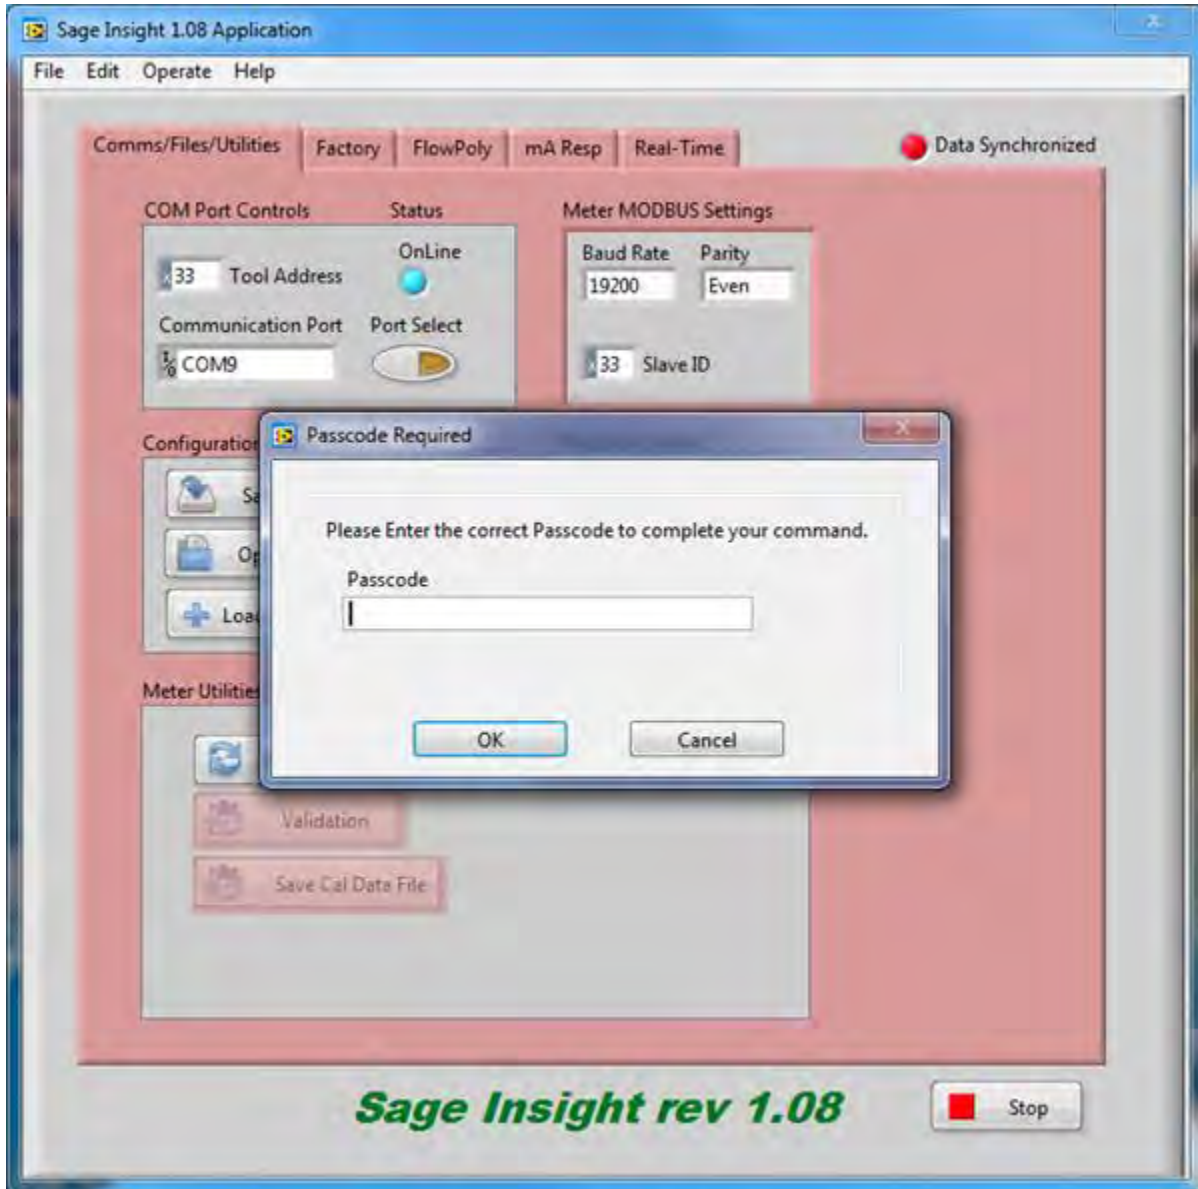 Sage Insight 1.08 Application
File Edit Operate Help
Comms/Files/Utilities Factory FlowPoly mA Resp Real-Time Data Synchronized
COM Port Controls Status Meter MODBUS Settings
OnLine Baud Rate Parity
x 33 Tool Address 19200 Even
Communication Port Port Select
COM9 x 33 Slave ID
Configuration
Passcode Required
Sa
Please Enter the correct Passcode to complete your command.
Op
Passcode
Load
Meter Utilities
OK Cancel
Validation
Save Cal Data File
Sage Insight rev 1.08
Stop